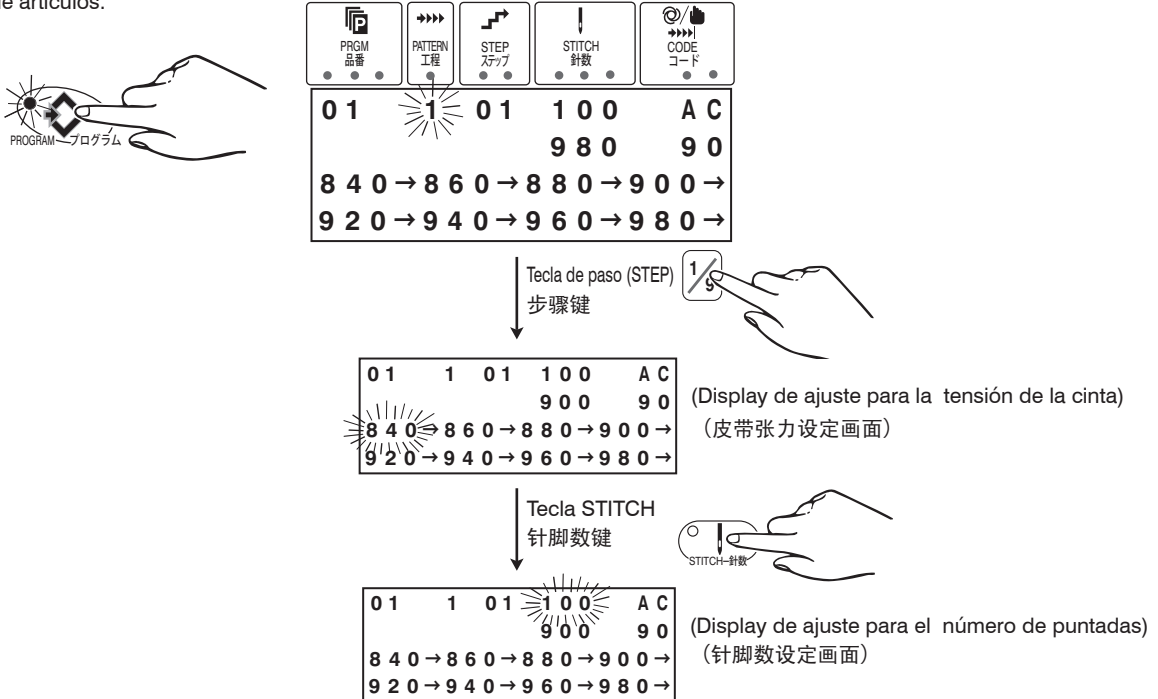 de artículos.
PRGM PATTERN STEP STITCH CODE
品番 工程 ステップ 針数 コード
PROGRAM プログラム
01 1 01 100 AC
980 90
840→860→880→900→
920→940→960→980→
Tecla de paso (STEP) 1/9
步骤键
01 1 01 100 AC
900 90
840→860→880→900→
920→940→960→980→
(Display de ajuste para la tensión de la cinta)
（皮带张力设定画面）
Tecla STITCH
针脚数键
STITCH 針数
01 1 01 100 AC
900 90
840→860→880→900→
920→940→960→980→
(Display de ajuste para el número de puntadas)
（针脚数设定画面）